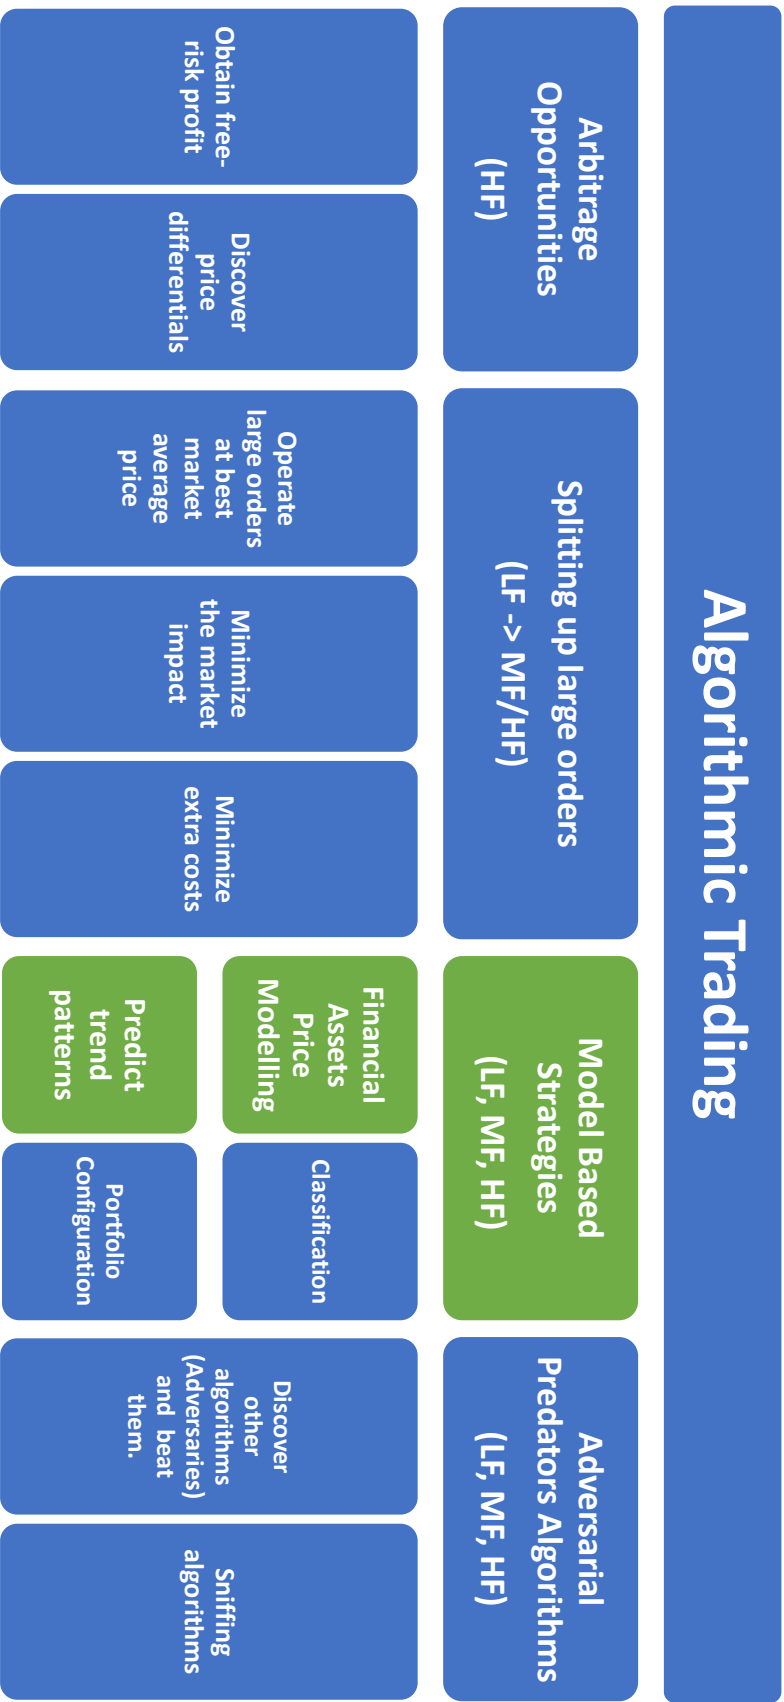 Algorithmic Trading
Arbitrage
Opportunities
(HF)
Splitting up large orders
(LF -> MF/HF)
Model Based
Strategies
(LF, MF, HF)
Adversarial
Predators Algorithms
(LF, MF, HF)
Obtain free-
risk profit
Discover
price
differentials
Operate
large orders
at best
market
average
price
Minimize
the market
impact
Minimize
extra costs
Financial
Assets
Price
Modelling
Classification
Predict
trend
patterns
Portfolio
Configuration
Discover
other
algorithms
(Adversaries)
and beat
them.
Sniffing
algorithms